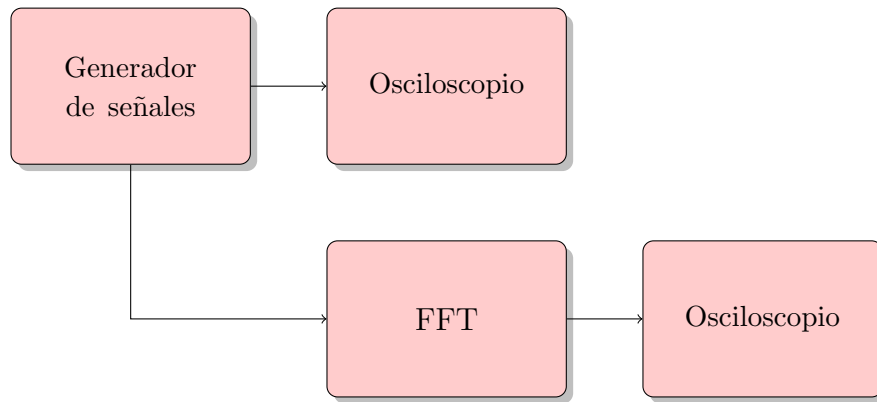 Generador
de señales
Osciloscopio
FFT
Osciloscopio